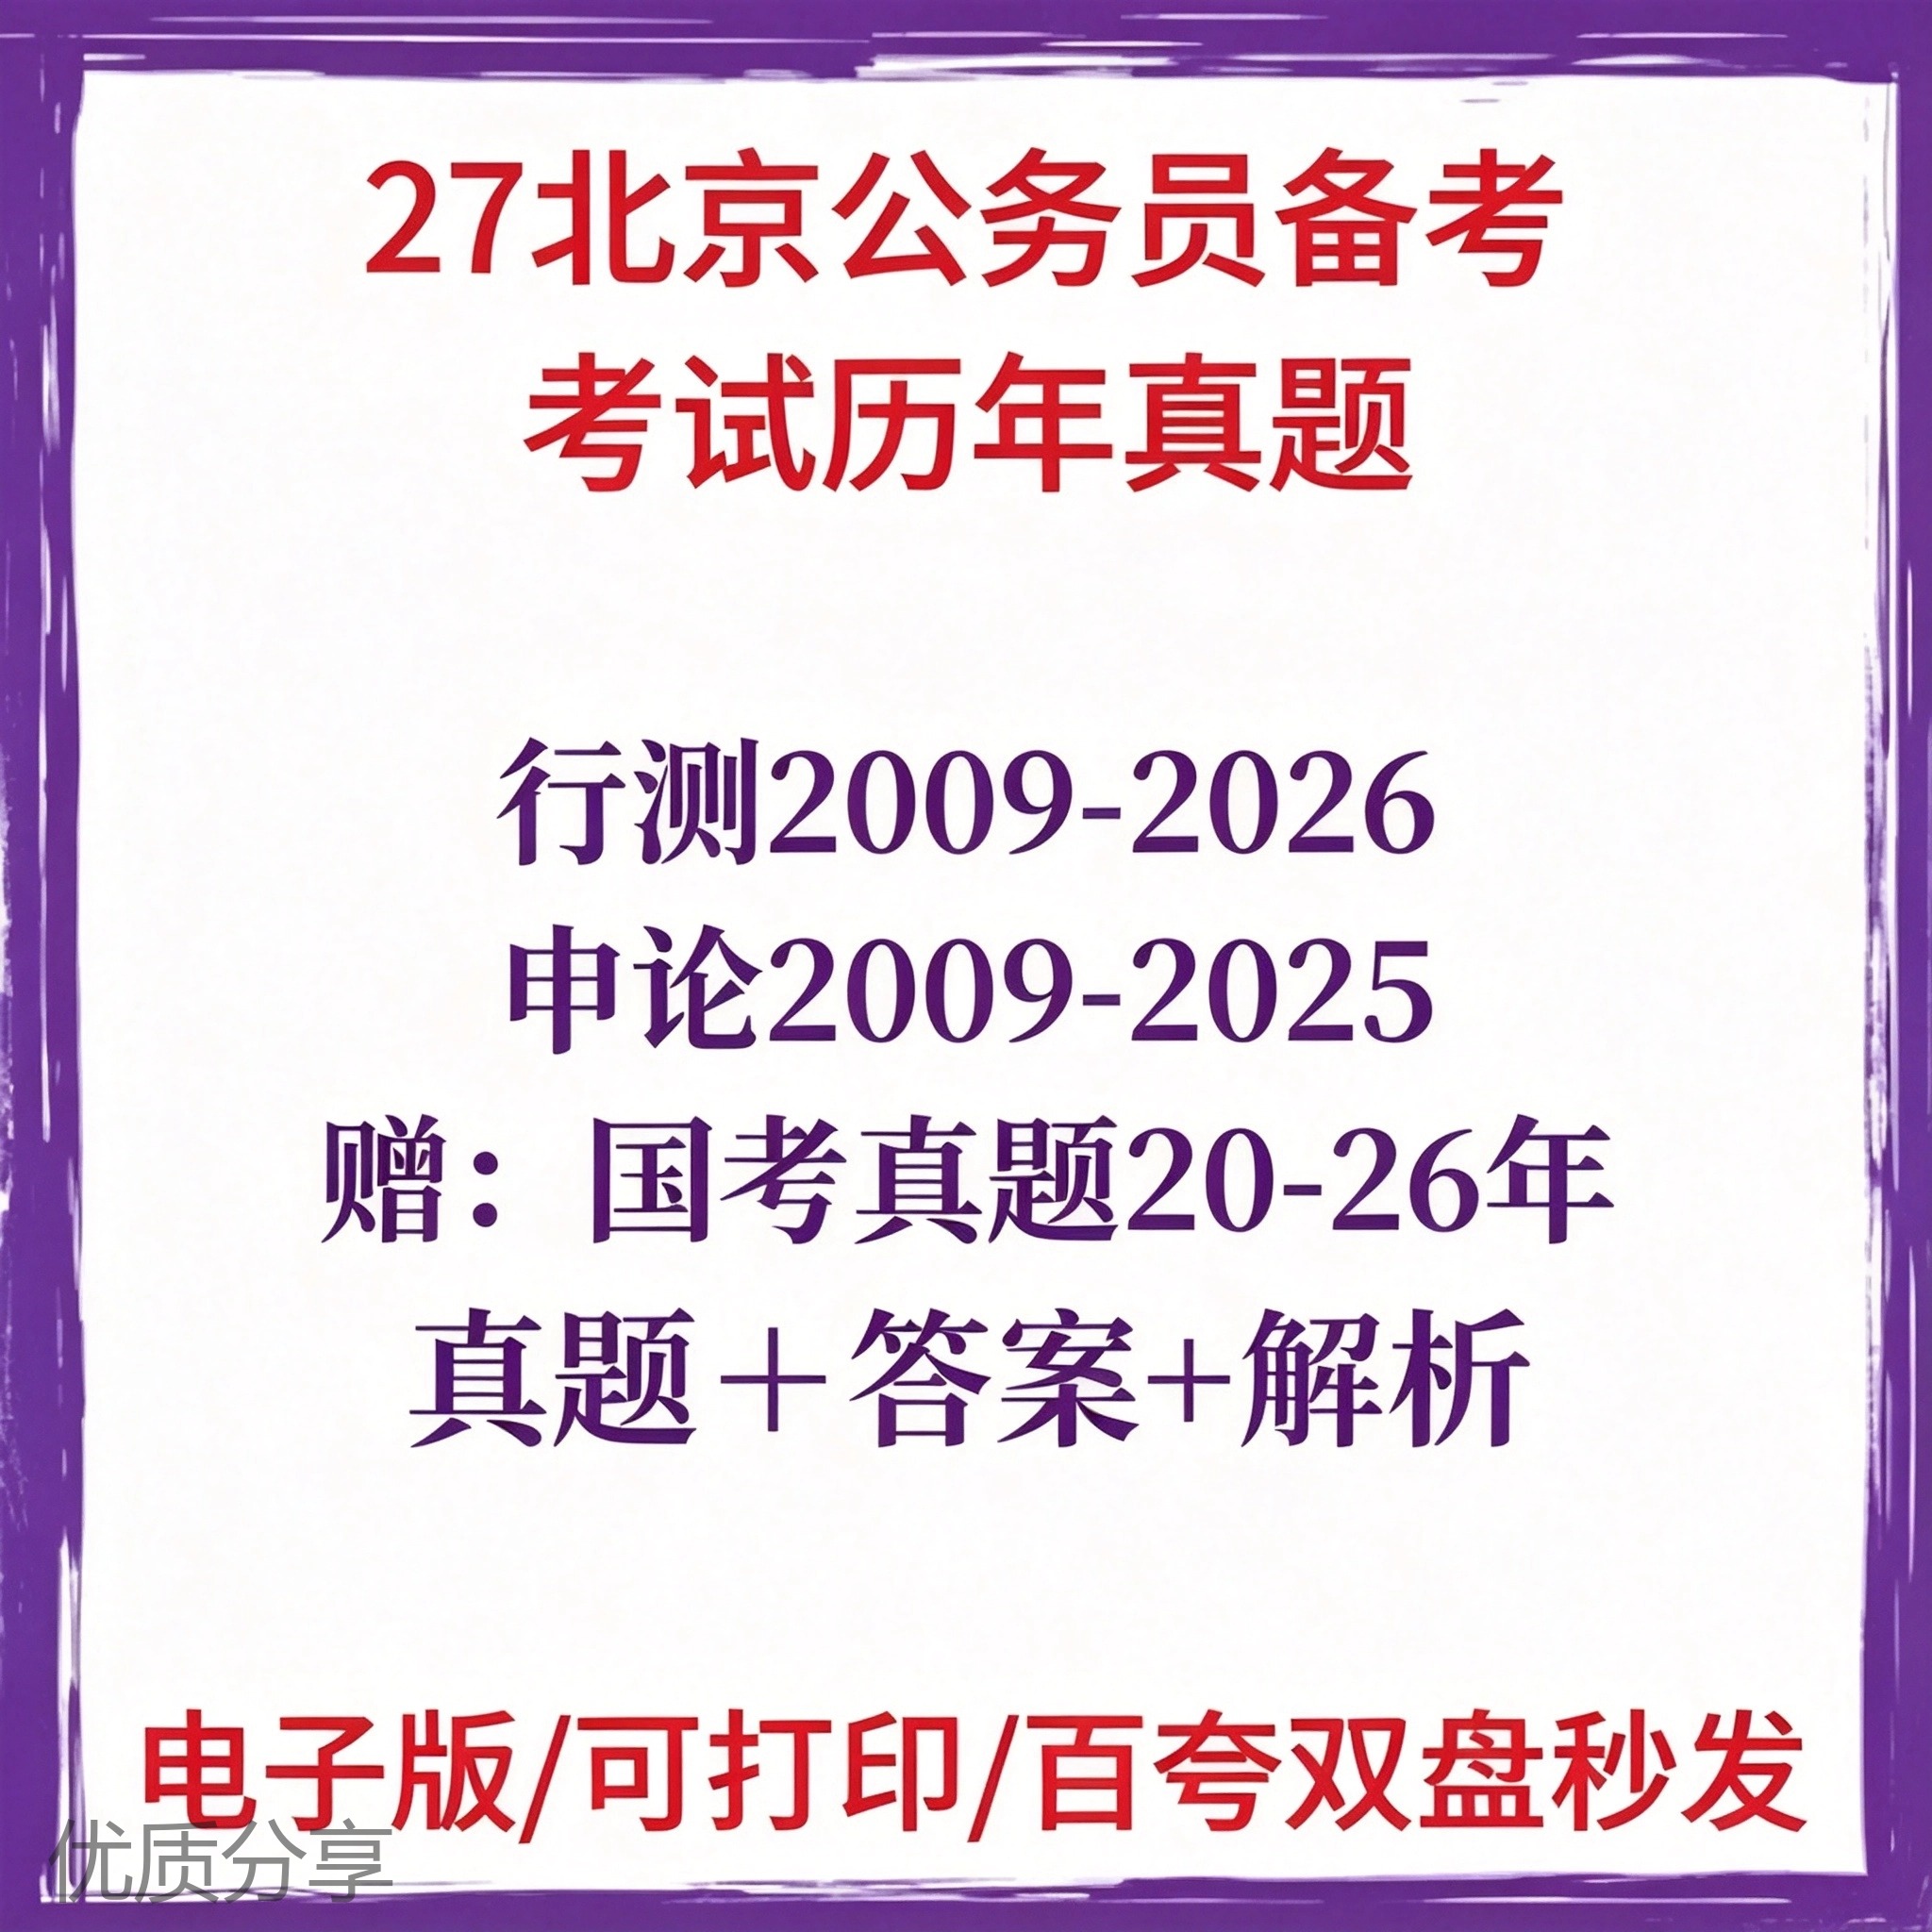 27北京公务员备考
考试历年真题
行测2009-2026
申论2009-2025
赠：国考真题20-26年
真题＋答案+解析
电子版/可打印/百夸双盘秒发
优质分享